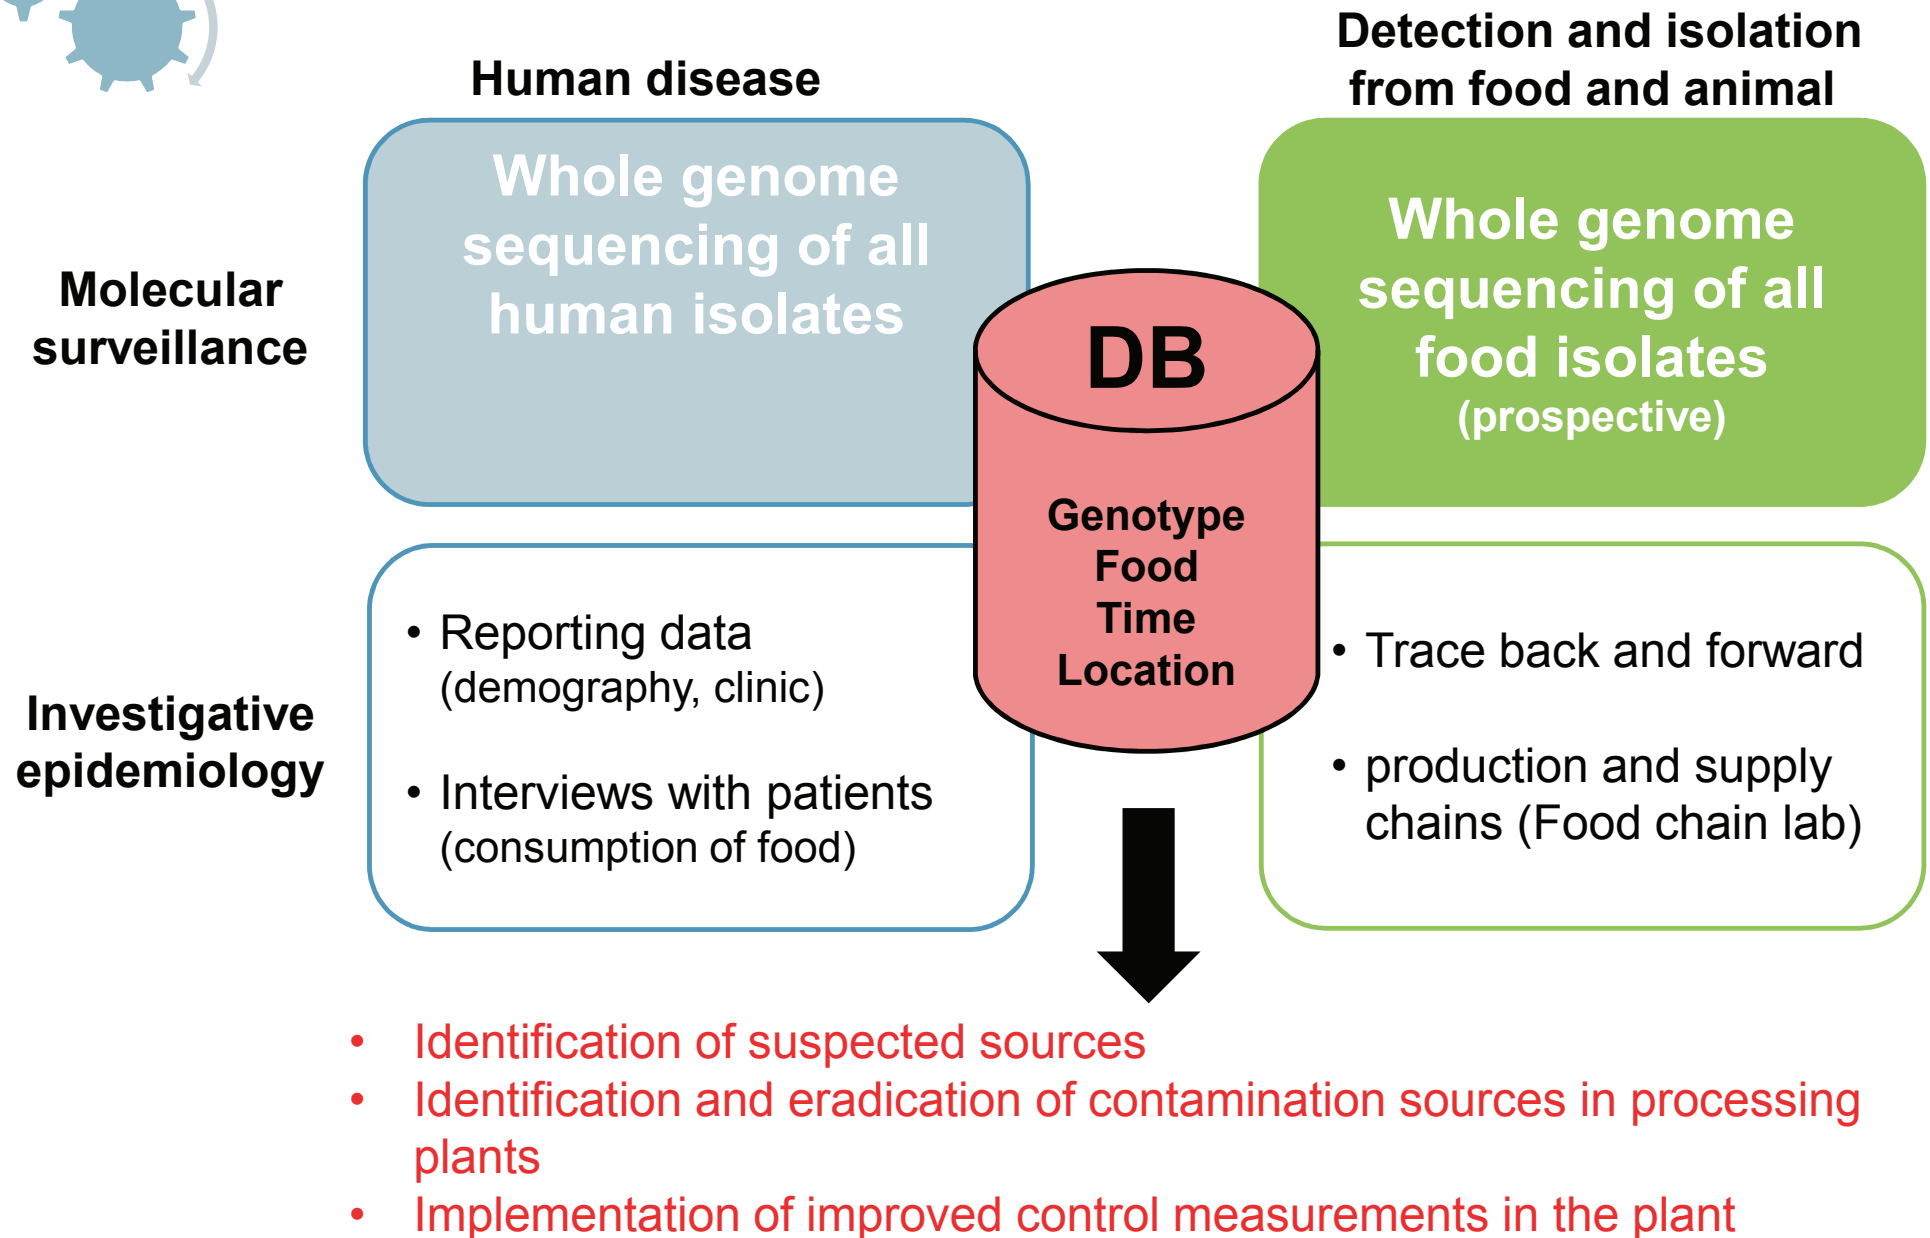 Human disease
Detection and isolation
from food and animal
Molecular
surveillance
Whole genome
sequencing of all
human isolates
DB
Genotype
Food
Time
Location
Whole genome
sequencing of all
food isolates
(prospective)
Investigative
epidemiology
• Reporting data
(demography, clinic)
• Interviews with patients
(consumption of food)
• Trace back and forward
• production and supply
chains (Food chain lab)
• Identification of suspected sources
• Identification and eradication of contamination sources in processing
plants
• Implementation of improved control measurements in the plant